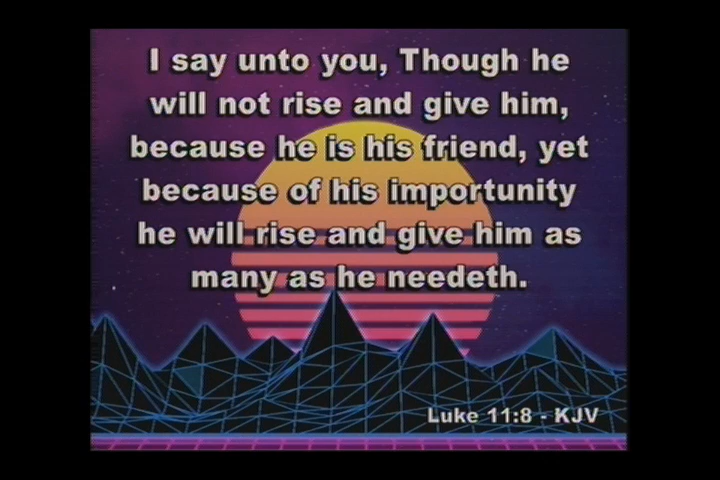 I say unto you, Though he
will not rise and give him,
because he is his friend, yet
because of his importunity
he will rise and give him as
many as he needeth.
Luke 11:8 - KJV